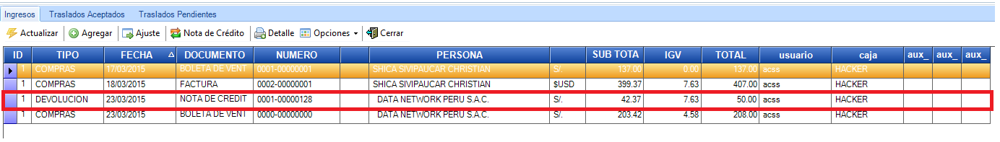 Ingresos Traslados Aceptados Traslados Pendientes
Actualizar Agregar Ajuste Nota de Crédito Detalle Opciones Cerrar
ID TIPO FECHA DOCUMENTO NUMERO PERSONA SUB TOTA IGV TOTAL usuario caja aux_ aux_ aux_
1 COMPRAS 17/03/2015 BOLETA DE VENT 0001-00000001 SHICA SIVIPAUCAR CHRISTIAN S/. 137.00 0.00 137.00 acss HACKER
1 COMPRAS 18/03/2015 FACTURA 0002-00000001 SHICA SIVIPAUCAR CHRISTIAN $USD 399.37 7.63 407.00 acss HACKER
1 DEVOLUCION 23/03/2015 NOTA DE CREDIT 0001-00000128 DATA NETWORK PERU S.A.C. S/. 42.37 7.63 50.00 acss HACKER
1 COMPRAS 23/03/2015 BOLETA DE VENT 0000-00000000 DATA NETWORK PERU S.A.C. S/. 203.42 4.58 208.00 acss HACKER